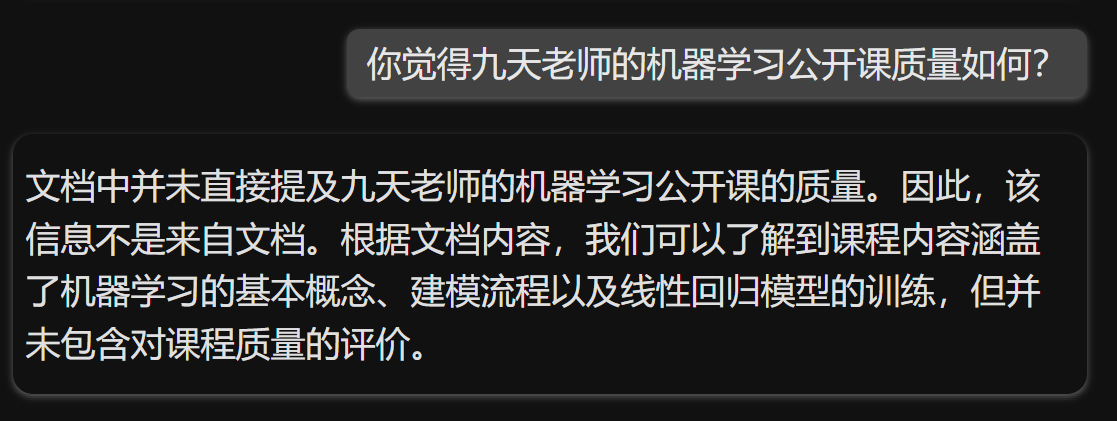 你觉得九天老师的机器学习公开课质量如何？
文档中并未直接提及九天老师的机器学习公开课的质量。因此，该
信息不是来自文档。根据文档内容，我们可以了解到课程内容涵盖
了机器学习的基本概念、建模流程以及线性回归模型的训练，但并
未包含对课程质量的评价。